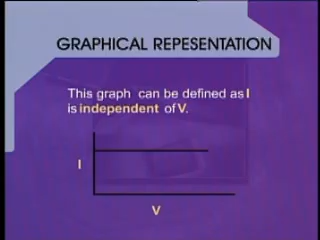 GRAPHICAL REPESENTATION
This graph can be defined as I
is independent of V.
I
V